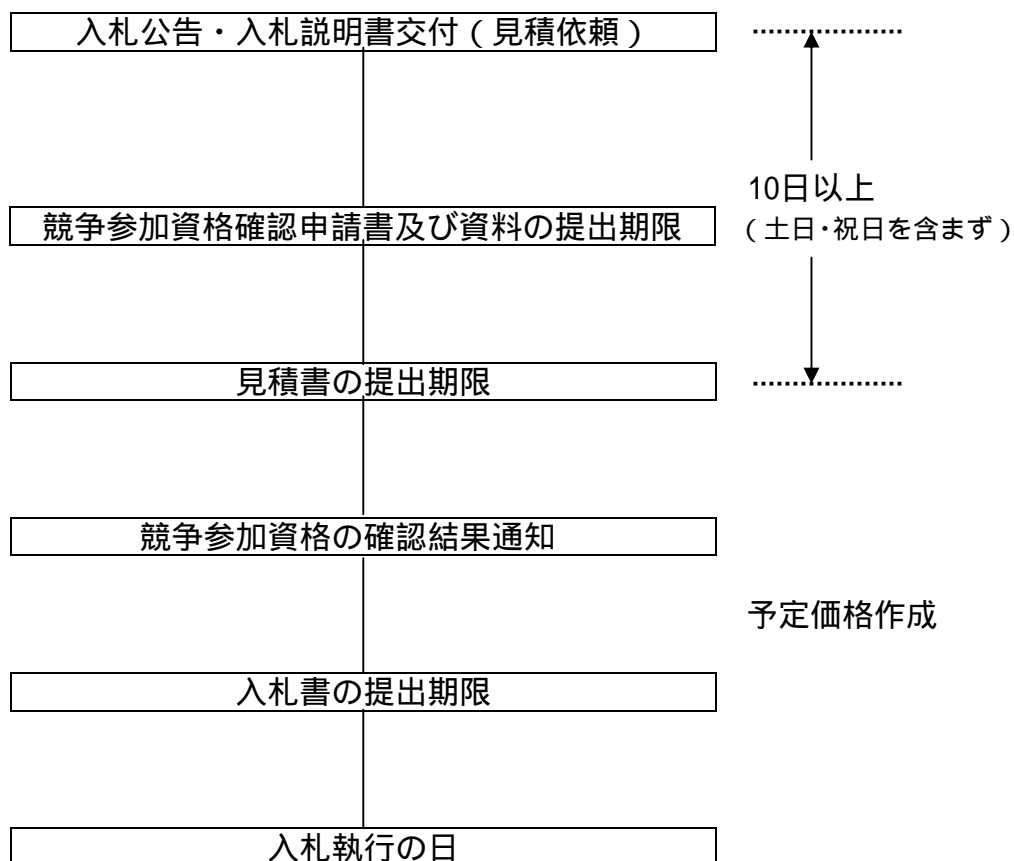 入札公告・入札説明書交付（見積依頼）
10日以上
競争参加資格確認申請書及び資料の提出期限
（土日・祝日を含まず）
見積書の提出期限
競争参加資格の確認結果通知
予定価格作成
入札書の提出期限
入札執行の日